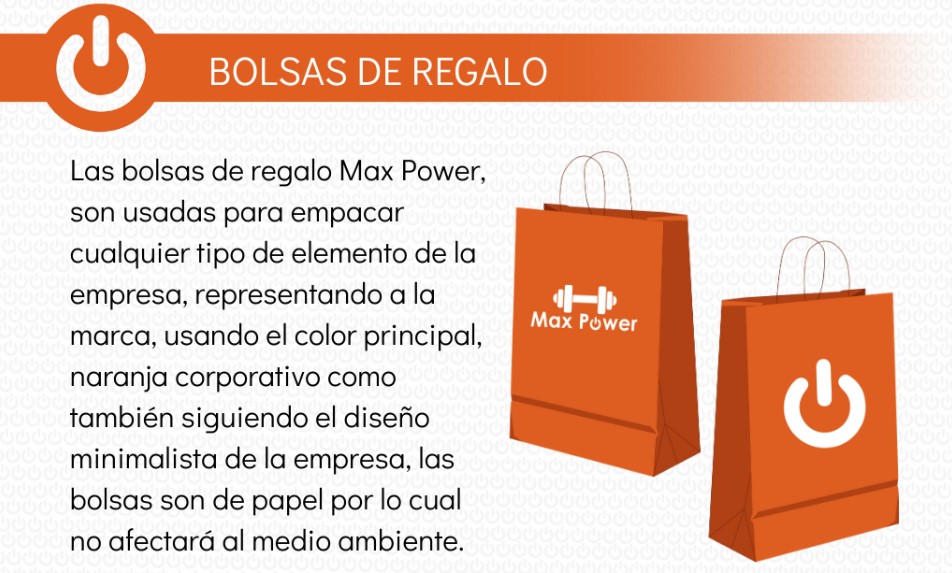 BOLSAS DE REGALO
Las bolsas de regalo Max Power,
son usadas para empacar
cualquier tipo de elemento de la
empresa, representando a la
marca, usando el color principal,
naranja corporativo como
también siguiendo el diseño
minimalista de la empresa, las
bolsas son de papel por lo cual
no afectará al medio ambiente.
Max Power